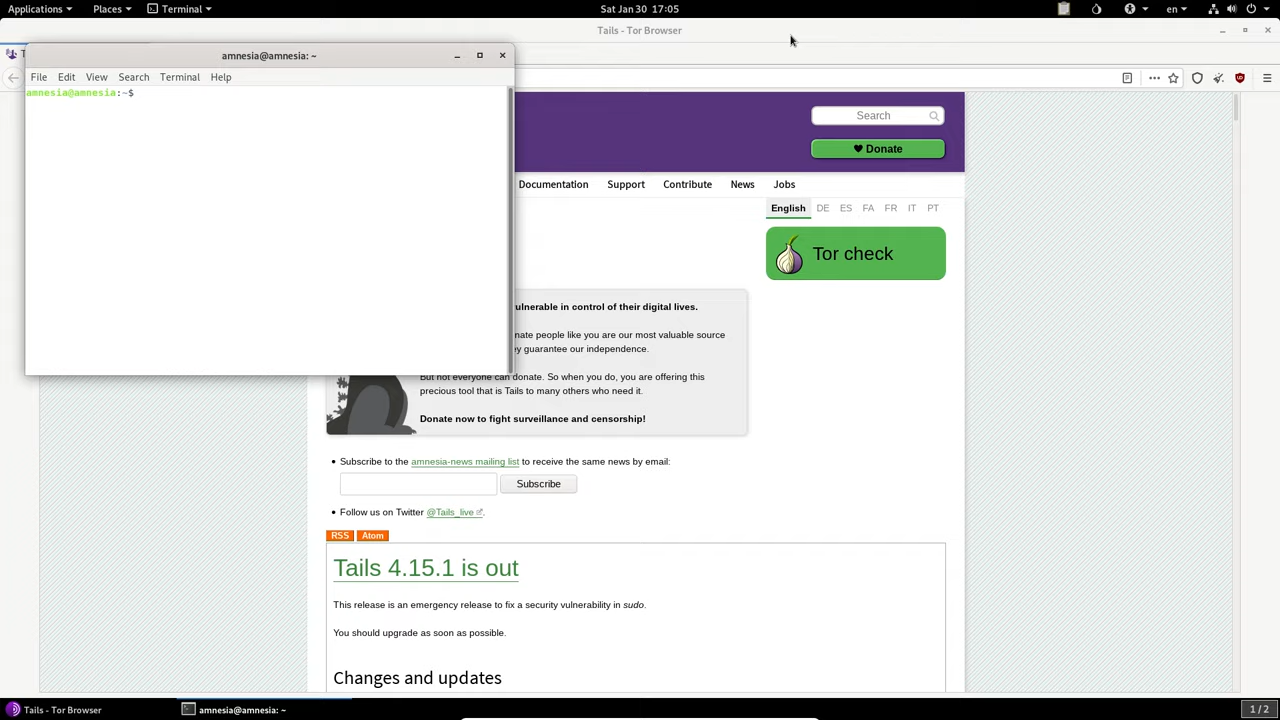 Applications Places Terminal Sat Jan 30 17:05 en
Tails - Tor Browser
amnesia@amnesia: ~
File Edit View Search Terminal Help
amnesia@amnesia:~$
Search
Donate
Documentation Support Contribute News Jobs
English DE ES FA FR IT PT
Tor check
ulnerable in control of their digital lives.
nate people like you are our most valuable source
ey guarantee our independence.
But not everyone can donate. So when you do, you are offering this
precious tool that is Tails to many others who need it.
Donate now to fight surveillance and censorship!
Subscribe to the amnesia-news mailing list to receive the same news by email:
Subscribe
Follow us on Twitter @Tails_live.
RSS Atom
Tails 4.15.1 is out
This release is an emergency release to fix a security vulnerability in sudo.
You should upgrade as soon as possible.
Changes and updates
Tails - Tor Browser amnesia@amnesia: ~ 1 / 2